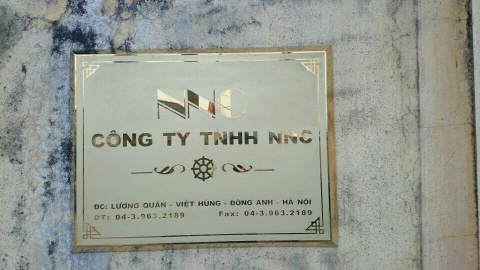 NNC
CÔNG TY TNHH NNC
ĐC: LƯƠNG QUÁN - VIỆT HÙNG - ĐÔNG ANH - HÀ NỘI
ĐT: 04-3.963.2189 Fax: 04-3.963.2189